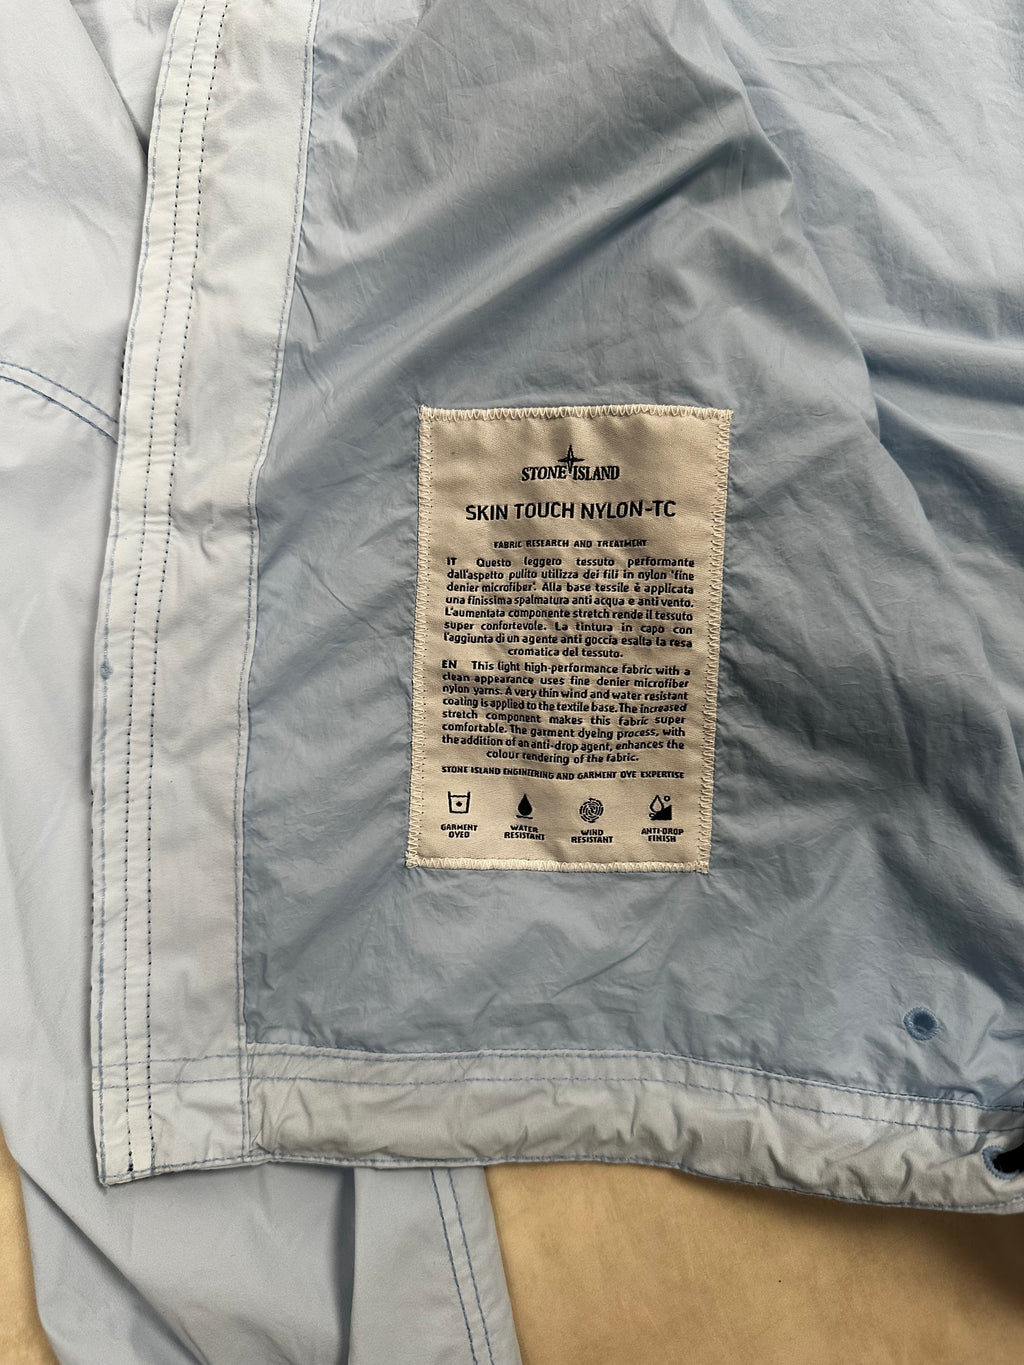 STONE ISLAND
SKIN TOUCH NYLON-TC
FABRIC RESEARCH AND TREATMENT
IT Questo leggero tessuto performante
dall'aspetto pulito utilizza dei fili in nylon 'fine
denier microfiber'. Alla base tessile è applicata
una finissima spalmatura anti acqua e anti vento.
L'aumentata componente stretch rende il tessuto
super confortevole. La tintura in capo con
l'aggiunta di un agente anti goccia esalta la resa
cromatica del tessuto.
EN This light high-performance fabric with a
clean appearance uses fine denier microfiber
nylon yarns. A very thin wind and water resistant
coating is applied to the textile base. The increased
stretch component makes this fabric super
comfortable. The garment dyeing process, with
the addition of an anti-drop agent, enhances the
colour rendering of the fabric.
STONE ISLAND ENGINEERING AND GARMENT DYE EXPERTISE
GARMENT DYED
WATER RESISTANT
WIND RESISTANT
ANTI-DROP FINISH